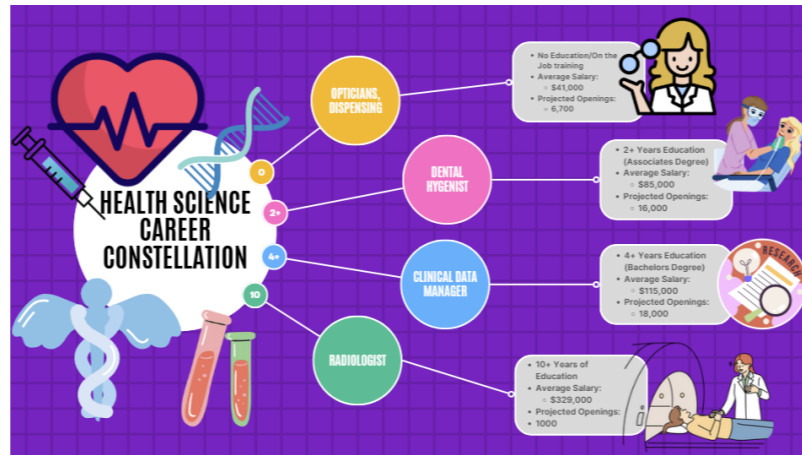 HEALTH SCIENCE
CAREER
CONSTELLATION
0
OPTICIANS,
DISPENSING
• No Education/On the
Job training
• Average Salary:
○ $41,000
• Projected Openings:
○ 6,700
2+
DENTAL
HYGENIST
• 2+ Years Education
(Associates Degree)
• Average Salary:
○ $85,000
• Projected Openings:
○ 16,000
4+
CLINICAL DATA
MANAGER
• 4+ Years Education
(Bachelors Degree)
• Average Salary:
○ $115,000
• Projected Openings:
○ 18,000
RESEARCH
10
RADIOLOGIST
• 10+ Years of
Education
• Average Salary:
○ $329,000
• Projected Openings:
• 1000